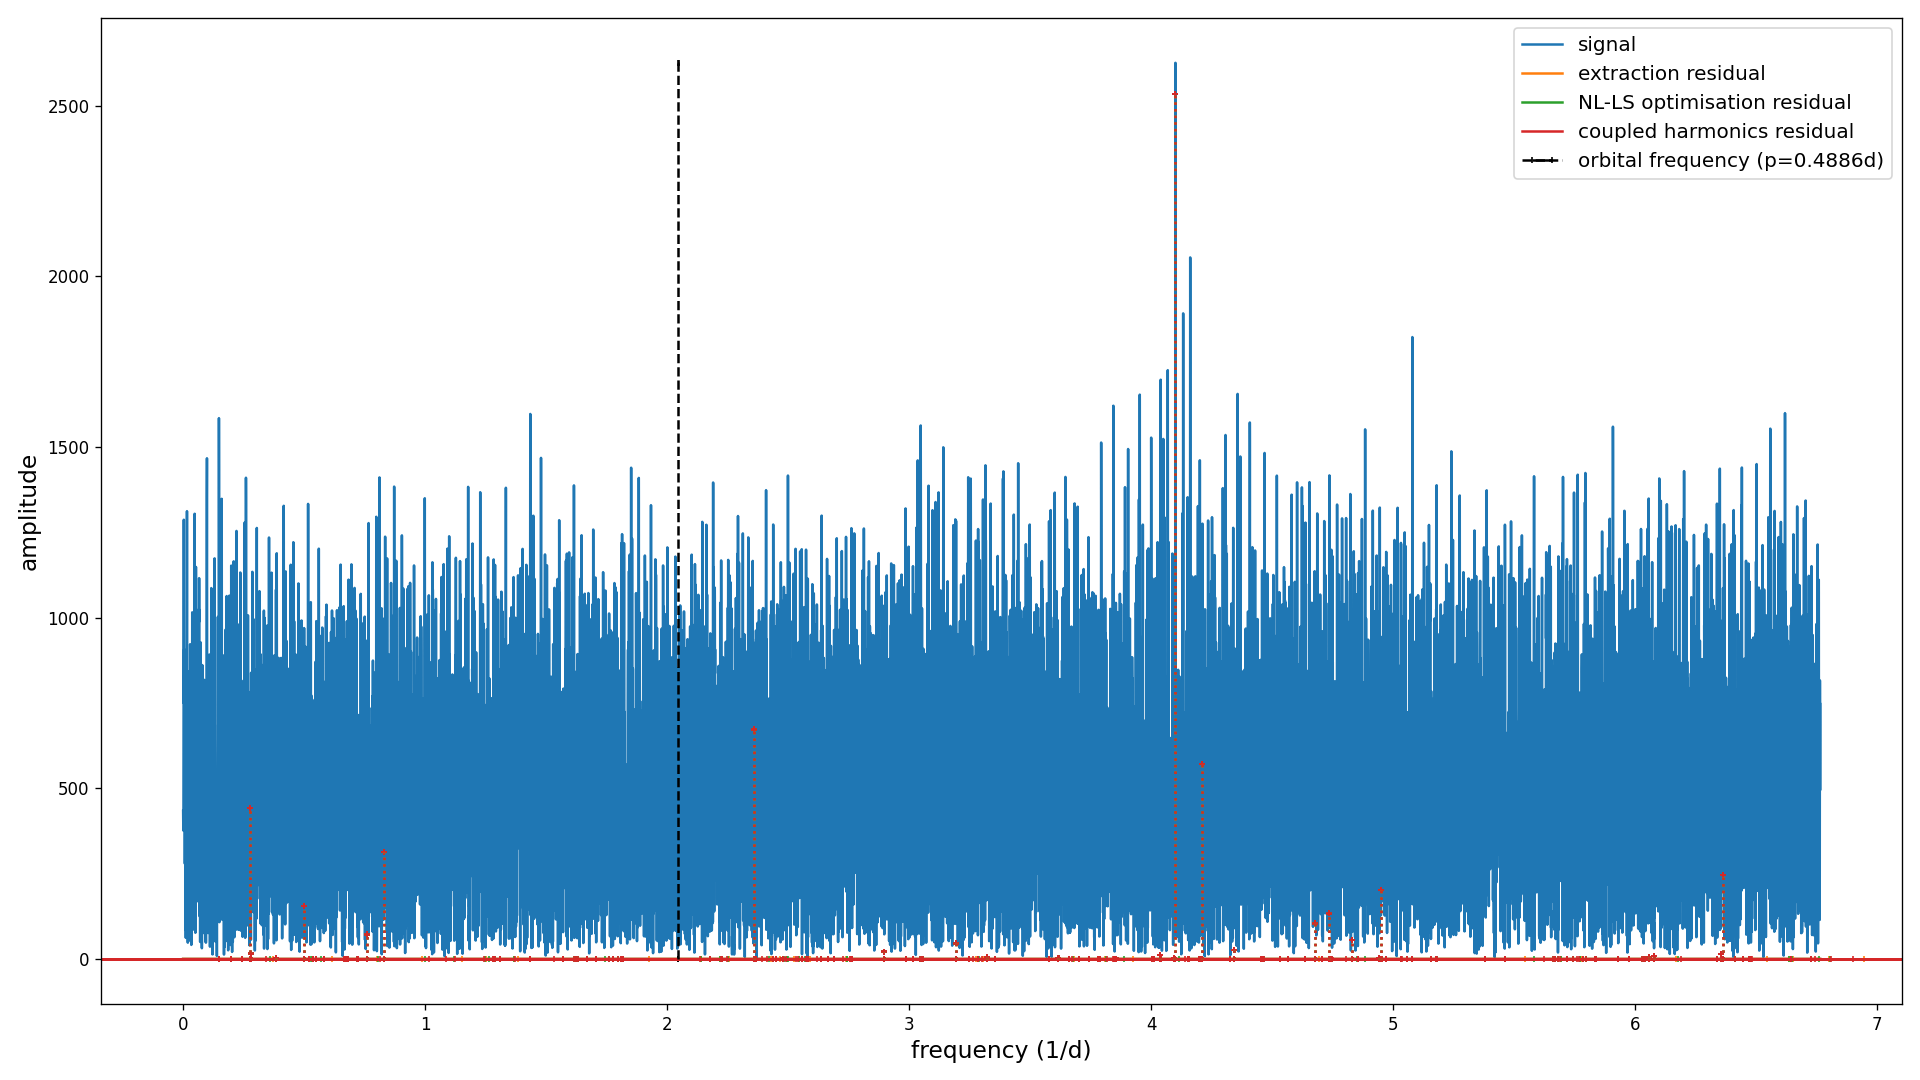 signal
extraction residual
NL-LS optimisation residual
coupled harmonics residual
orbital frequency (p=0.4886d)
amplitude
2500
2000
1500
1000
500
0
0 1 2 3 4 5 6 7
frequency (1/d)